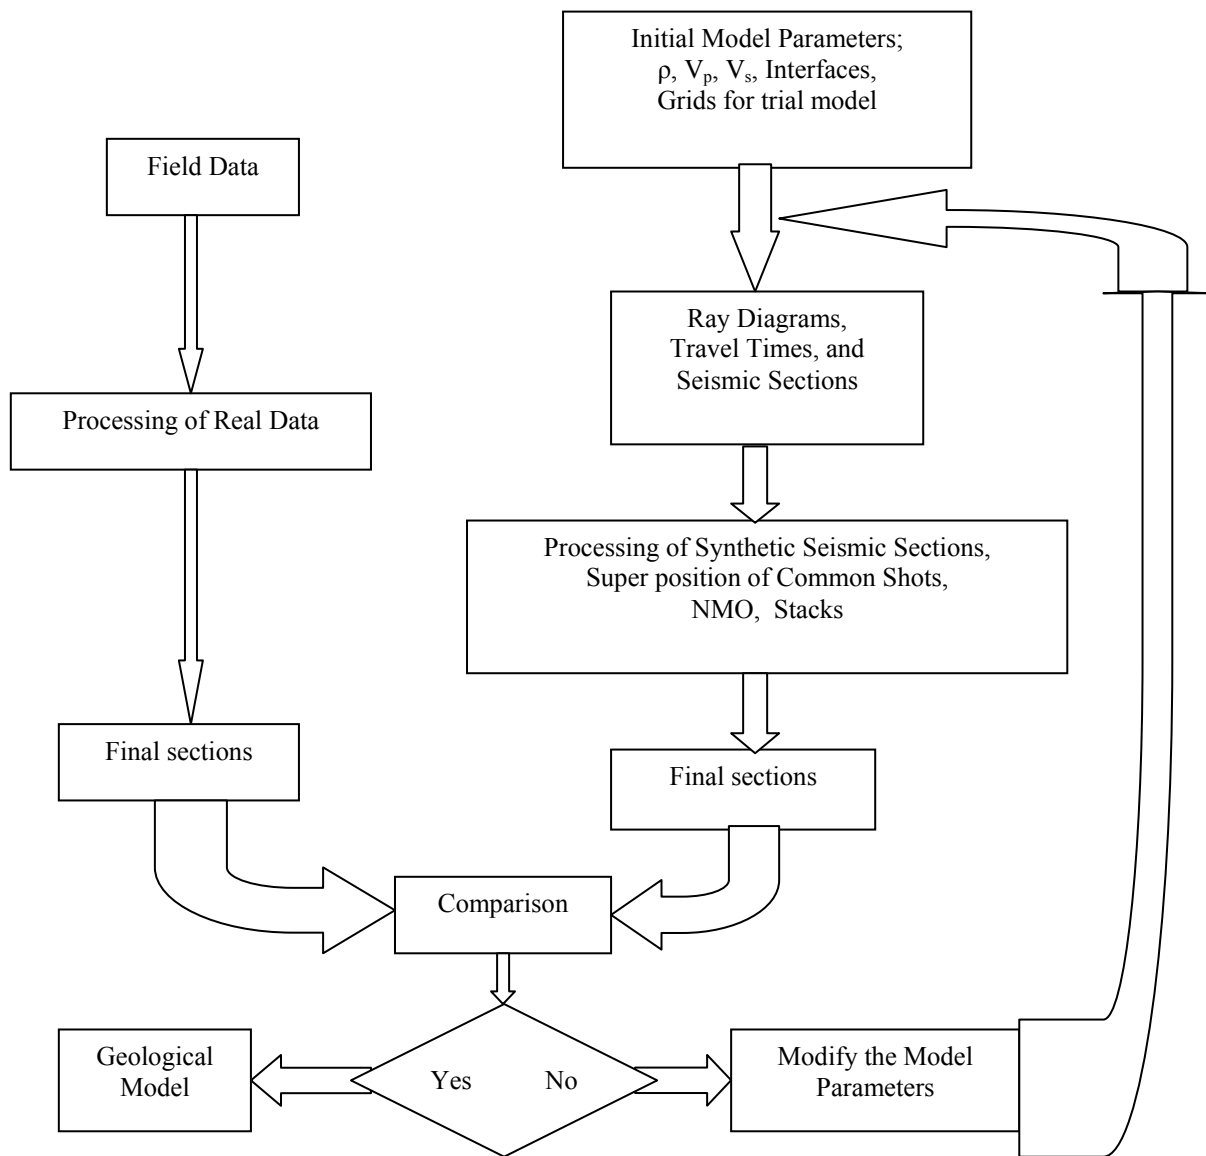 Initial Model Parameters;
ρ, Vp, Vs, Interfaces,
Grids for trial model
Field Data
Ray Diagrams,
Travel Times, and
Seismic Sections
Processing of Real Data
Processing of Synthetic Seismic Sections,
Super position of Common Shots,
NMO, Stacks
Final sections
Final sections
Comparison
Yes
No
Geological
Model
Modify the Model
Parameters